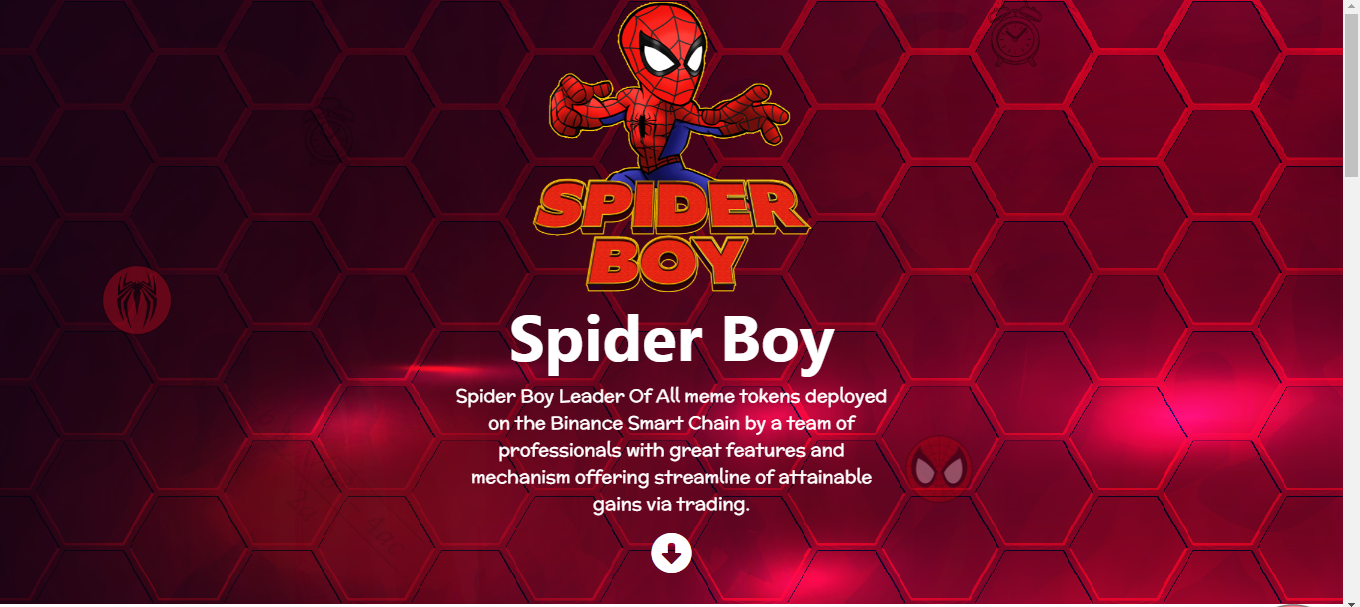 SPIDER
BOY
Spider Boy
Spider Boy Leader Of All meme tokens deployed
on the Binance Smart Chain by a team of
professionals with great features and
mechanism offering streamline of attainable
gains via trading.